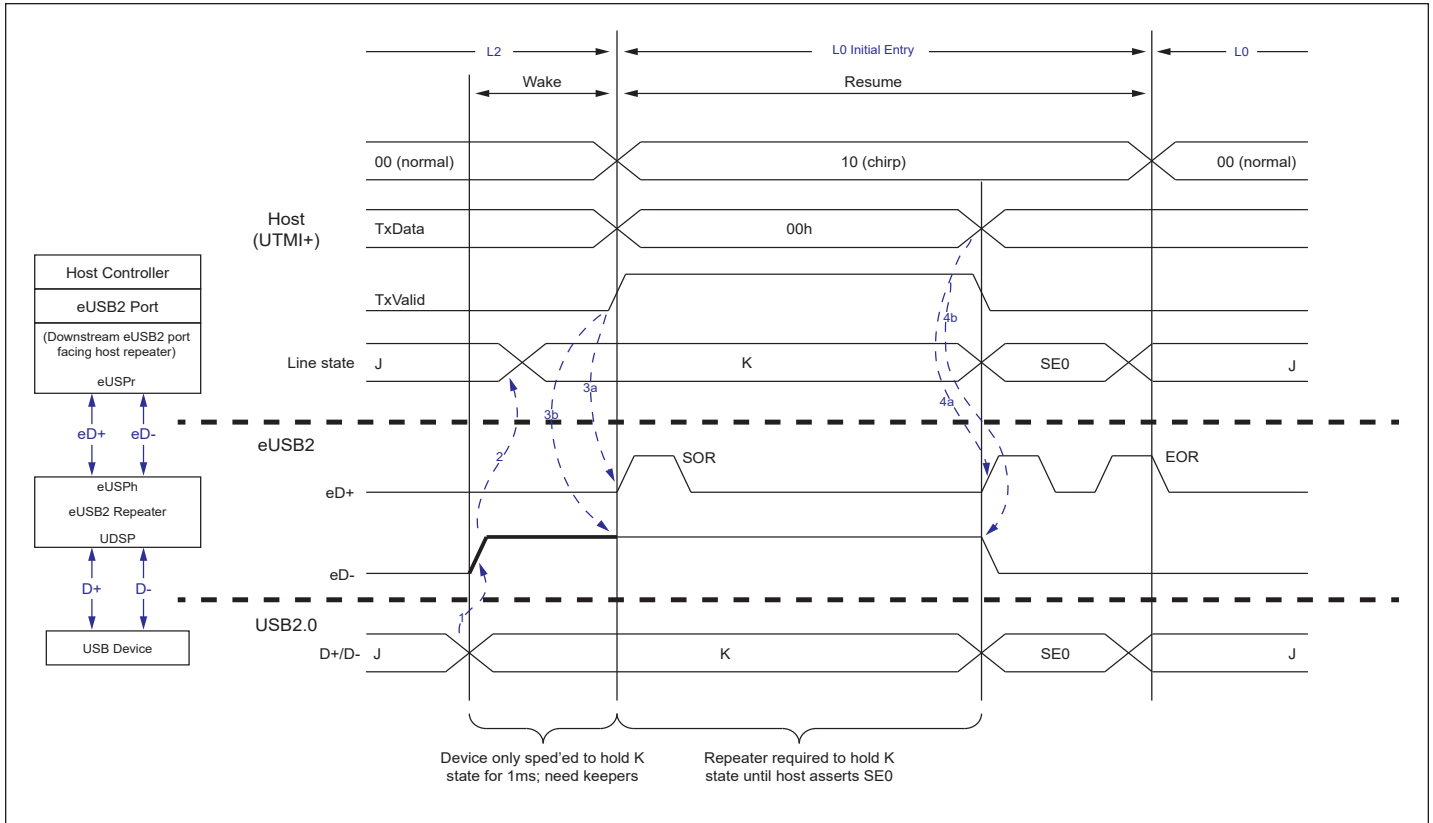 L2
L0 Initial Entry
L0
Wake
Resume
00 (normal)
10 (chirp)
00 (normal)
Host
(UTMI+)
TxData
00h
TxValid
4b
Line state
J
K
SE0
J
3a
3b
4a
Host Controller
eUSB2 Port
(Downstream eUSB2 port
facing host repeater)
eUSPr
eD+
eD-
eUSPh
eUSB2 Repeater
UDSP
D+
D-
USB Device
eUSB2
2
SOR
EOR
eD+
eD-
1
USB2.0
D+/D-
J
K
SE0
J
Device only sped'ed to hold K
state for 1ms; need keepers
Repeater required to hold K
state until host asserts SE0